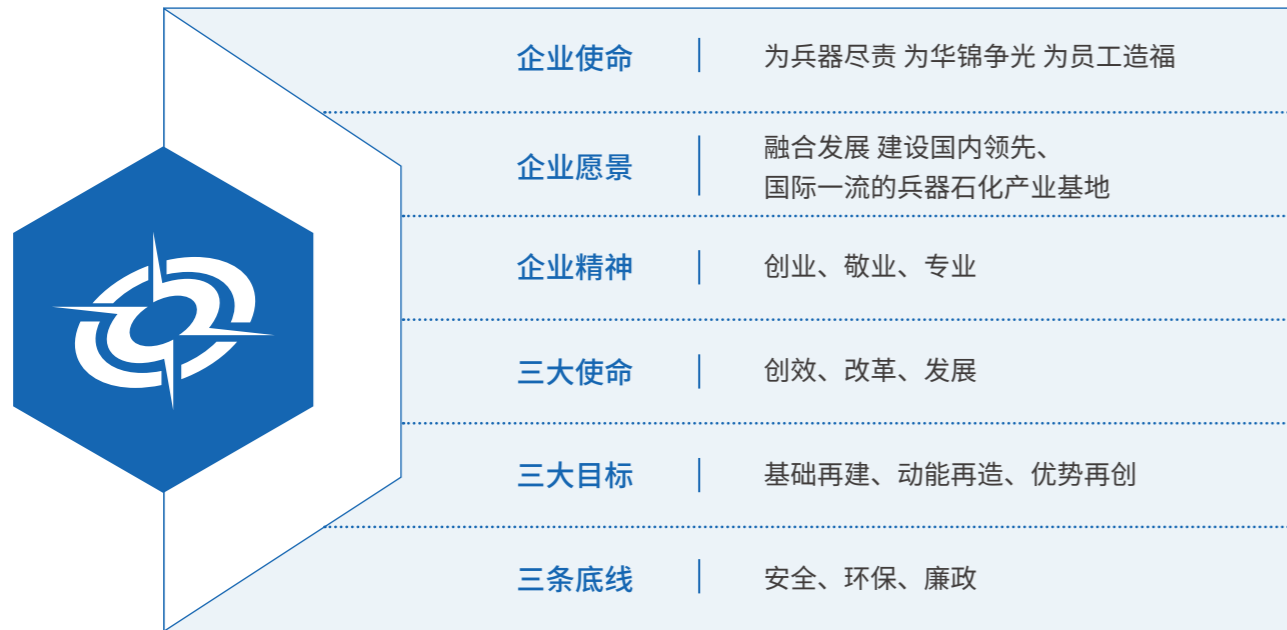 企业使命
为兵器尽责 为华锦争光 为员工造福
企业愿景
融合发展 建设国内领先、
国际一流的兵器石化产业基地
企业精神
创业、敬业、专业
三大使命
创效、改革、发展
三大目标
基础再建、动能再造、优势再创
三条底线
安全、环保、廉政